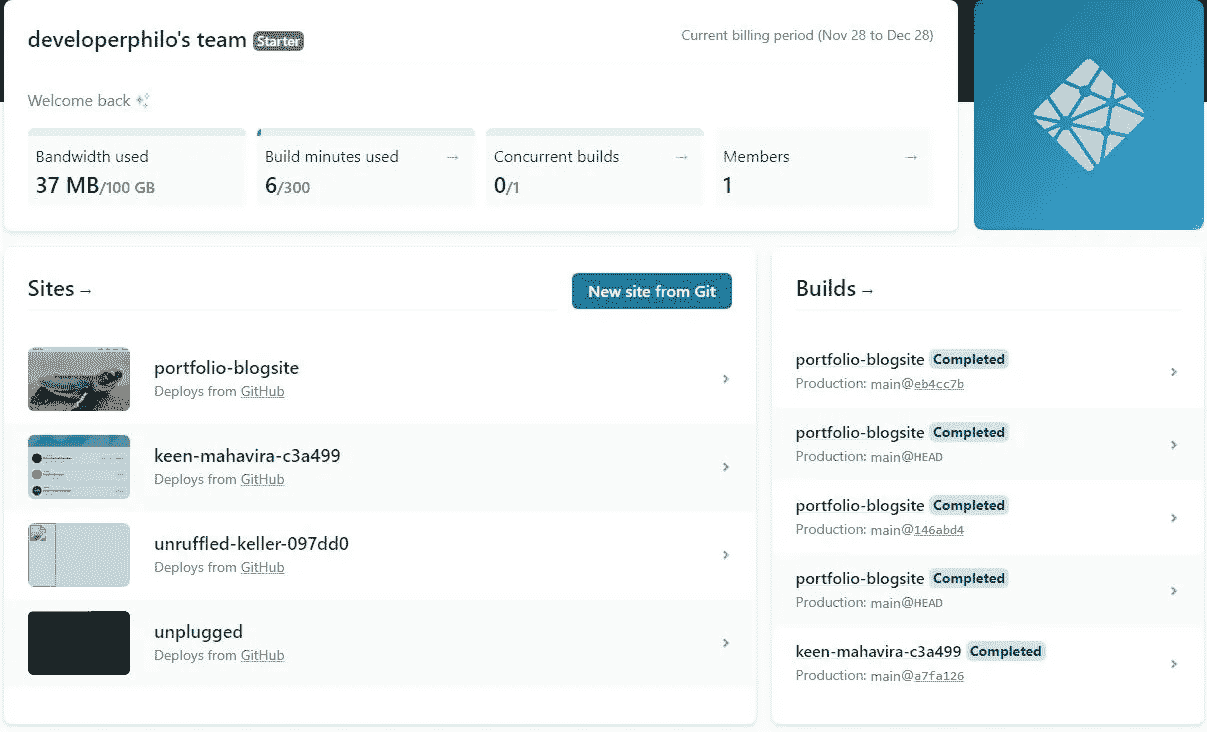 developerphilo's team Starter
Current billing period (Nov 28 to Dec 28)
Welcome back ✨
Bandwidth used
37 MB/100 GB
Build minutes used →
6/300
Concurrent builds →
0/1
Members →
1
Sites →
New site from Git
portfolio-blogsite
Deploys from GitHub
keen-mahavira-c3a499
Deploys from GitHub
unruffled-keller-097dd0
Deploys from GitHub
unplugged
Deploys from GitHub
Builds →
portfolio-blogsite Completed
Production: main@eb4cc7b
portfolio-blogsite Completed
Production: main@HEAD
portfolio-blogsite Completed
Production: main@146abd4
portfolio-blogsite Completed
Production: main@HEAD
keen-mahavira-c3a499 Completed
Production: main@a7fa126